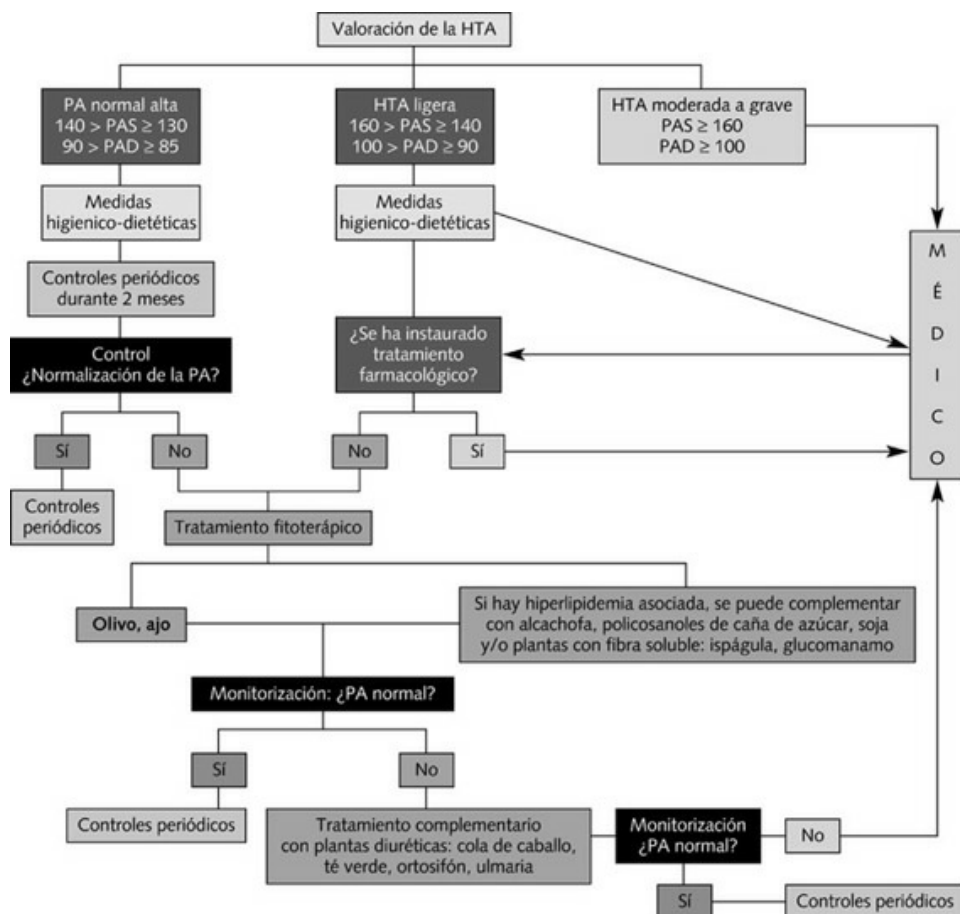 Valoración de la HTA
PA normal alta
140 > PAS ≥ 130
90 > PAD ≥ 85
HTA ligera
160 > PAS ≥ 140
100 > PAD ≥ 90
HTA moderada a grave
PAS ≥ 160
PAD ≥ 100
Medidas
higienico-dietéticas
Medidas
higienico-dietéticas
M
É
D
I
C
O
Controles periódicos
durante 2 meses
Control
¿Normalización de la PA?
¿Se ha instaurado
tratamiento
farmacológico?
Sí
No
No
Sí
Controles
periódicos
Tratamiento fitoterápico
Olivo, ajo
Si hay hiperlipidemia asociada, se puede complementar
con alcachofa, policosanoles de caña de azúcar, soja
y/o plantas con fibra soluble: ispágula, glucomanamo
Monitorización: ¿PA normal?
Sí
No
Controles periódicos
Tratamiento complementario
con plantas diuréticas: cola de caballo,
té verde, ortosifón, ulmaria
Monitorización
¿PA normal?
No
Sí
Controles periódicos